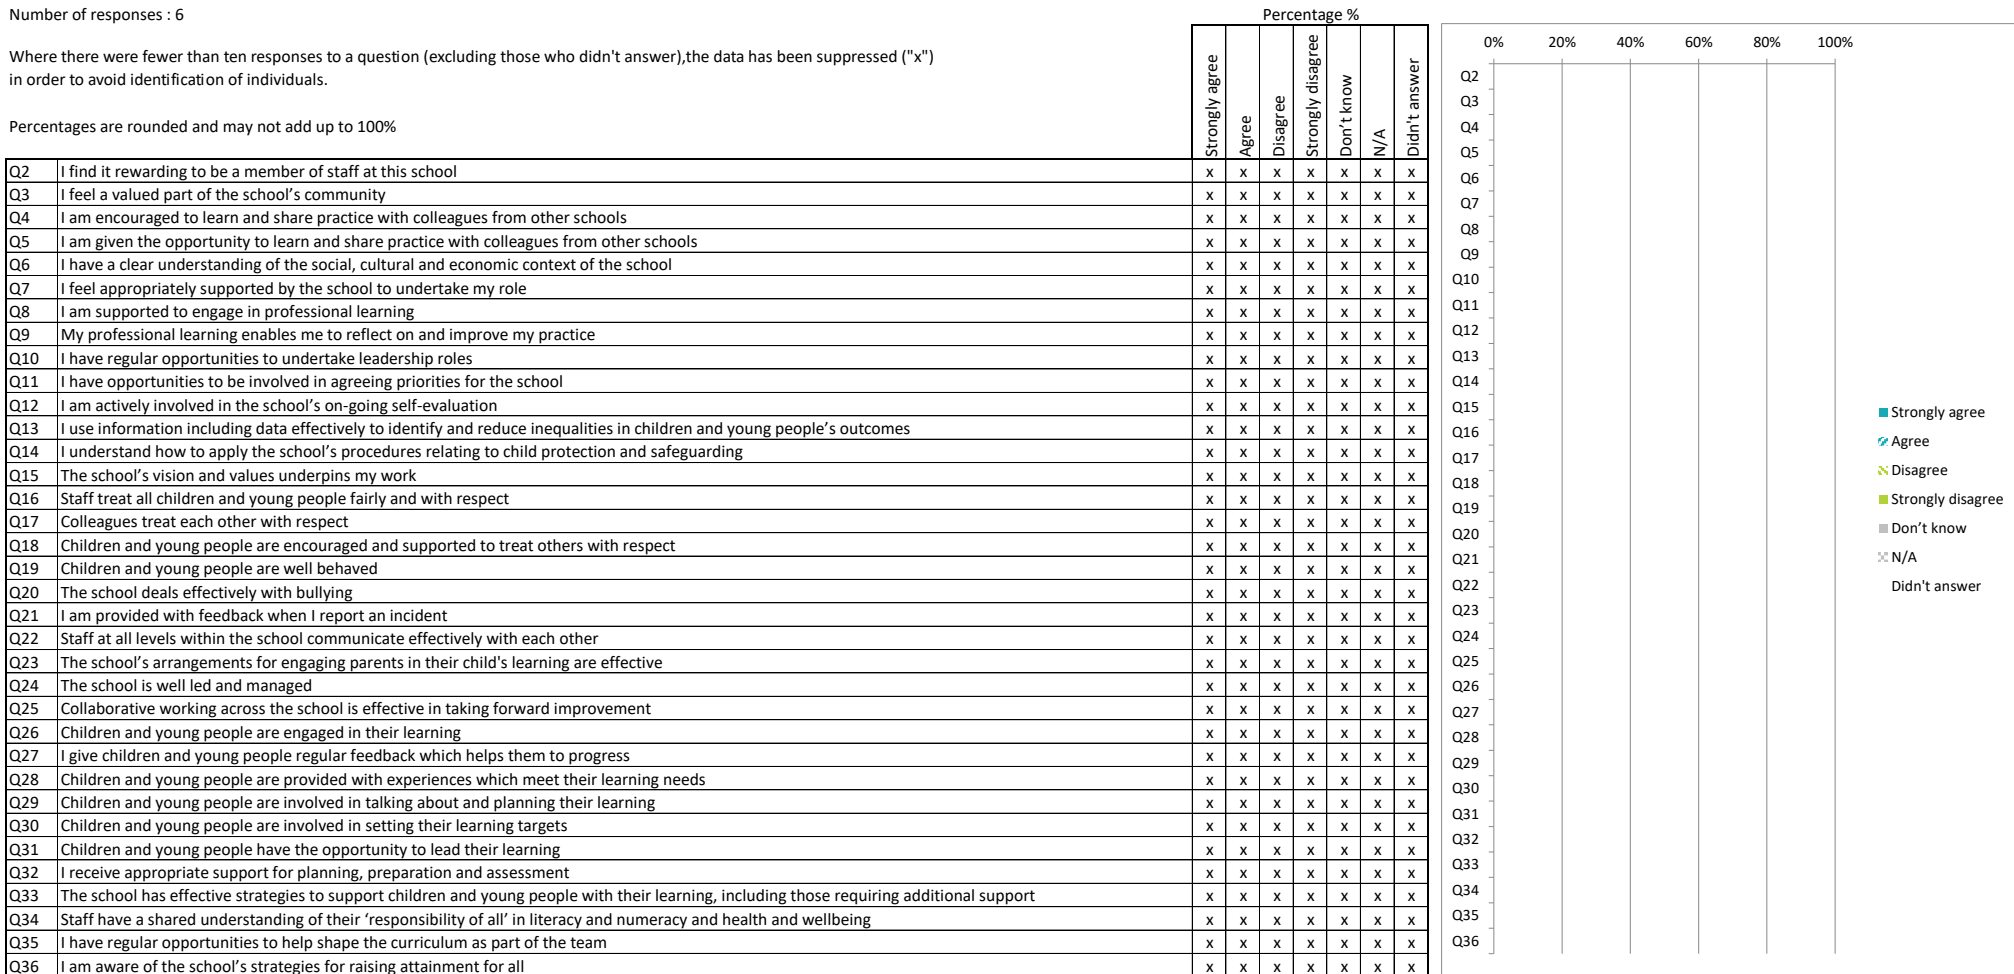 Number of responses : 6
Percentage %
Where there were fewer than ten responses to a question (excluding those who didn't answer),the data has been suppressed ("x")
in order to avoid identification of individuals.
Percentages are rounded and may not add up to 100%
Strongly agree
Agree
Disagree
Strongly disagree
Don't know
N/A
Didn't answer
Q2 I find it rewarding to be a member of staff at this school x x x x x x x
Q3 I feel a valued part of the school’s community x x x x x x x
Q4 I am encouraged to learn and share practice with colleagues from other schools x x x x x x x
Q5 I am given the opportunity to learn and share practice with colleagues from other schools x x x x x x x
Q6 I have a clear understanding of the social, cultural and economic context of the school x x x x x x x
Q7 I feel appropriately supported by the school to undertake my role x x x x x x x
Q8 I am supported to engage in professional learning x x x x x x x
Q9 My professional learning enables me to reflect on and improve my practice x x x x x x x
Q10 I have regular opportunities to undertake leadership roles x x x x x x x
Q11 I have opportunities to be involved in agreeing priorities for the school x x x x x x x
Q12 I am actively involved in the school’s on-going self-evaluation x x x x x x x
Q13 I use information including data effectively to identify and reduce inequalities in children and young people’s outcomes x x x x x x x
Q14 I understand how to apply the school’s procedures relating to child protection and safeguarding x x x x x x x
Q15 The school’s vision and values underpins my work x x x x x x x
Q16 Staff treat all children and young people fairly and with respect x x x x x x x
Q17 Colleagues treat each other with respect x x x x x x x
Q18 Children and young people are encouraged and supported to treat others with respect x x x x x x x
Q19 Children and young people are well behaved x x x x x x x
Q20 The school deals effectively with bullying x x x x x x x
Q21 I am provided with feedback when I report an incident x x x x x x x
Q22 Staff at all levels within the school communicate effectively with each other x x x x x x x
Q23 The school’s arrangements for engaging parents in their child's learning are effective x x x x x x x
Q24 The school is well led and managed x x x x x x x
Q25 Collaborative working across the school is effective in taking forward improvement x x x x x x x
Q26 Children and young people are engaged in their learning x x x x x x x
Q27 I give children and young people regular feedback which helps them to progress x x x x x x x
Q28 Children and young people are provided with experiences which meet their learning needs x x x x x x x
Q29 Children and young people are involved in talking about and planning their learning x x x x x x x
Q30 Children and young people are involved in setting their learning targets x x x x x x x
Q31 Children and young people have the opportunity to lead their learning x x x x x x x
Q32 I receive appropriate support for planning, preparation and assessment x x x x x x x
Q33 The school has effective strategies to support children and young people with their learning, including those requiring additional support x x x x x x x
Q34 Staff have a shared understanding of their ‘responsibility of all’ in literacy and numeracy and health and wellbeing x x x x x x x
Q35 I have regular opportunities to help shape the curriculum as part of the team x x x x x x x
Q36 I am aware of the school’s strategies for raising attainment for all x x x x x x x
0% 20% 40% 60% 80% 100%
Q2
Q3
Q4
Q5
Q6
Q7
Q8
Q9
Q10
Q11
Q12
Q13
Q14
Q15
Q16
Q17
Q18
Q19
Q20
Q21
Q22
Q23
Q24
Q25
Q26
Q27
Q28
Q29
Q30
Q31
Q32
Q33
Q34
Q35
Q36
Strongly agree
Agree
Disagree
Strongly disagree
Don’t know
N/A
Didn't answer